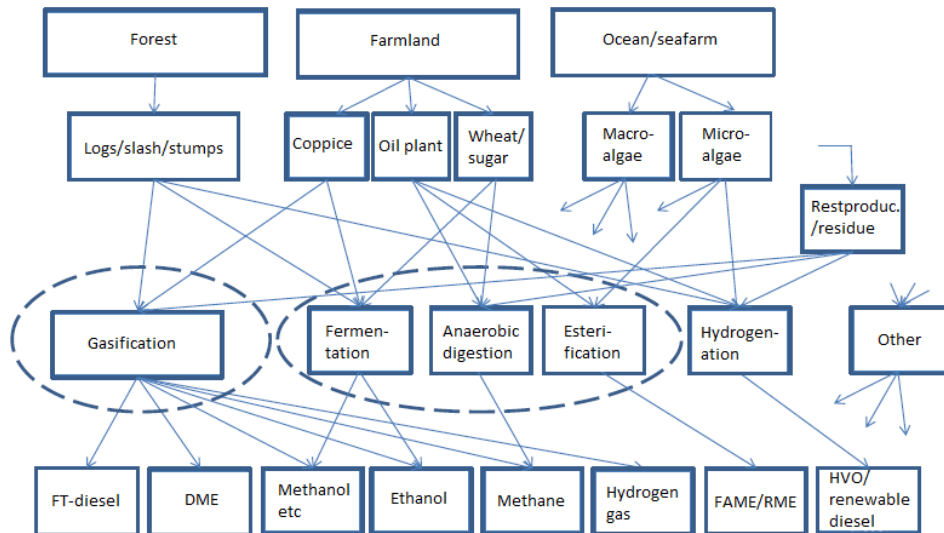 Forest
Farmland
Ocean/seafarm
Logs/slash/stumps
Coppice
Oil plant
Wheat/
sugar
Macro-
algae
Micro-
algae
Restproduc.
/residue
Gasification
Fermen-
tation
Anaerobic
digestion
Esteri-
fication
Hydrogen-
ation
Other
FT-diesel
DME
Methanol
etc
Ethanol
Methane
Hydrogen
gas
FAME/RME
HVO/
renewable
diesel